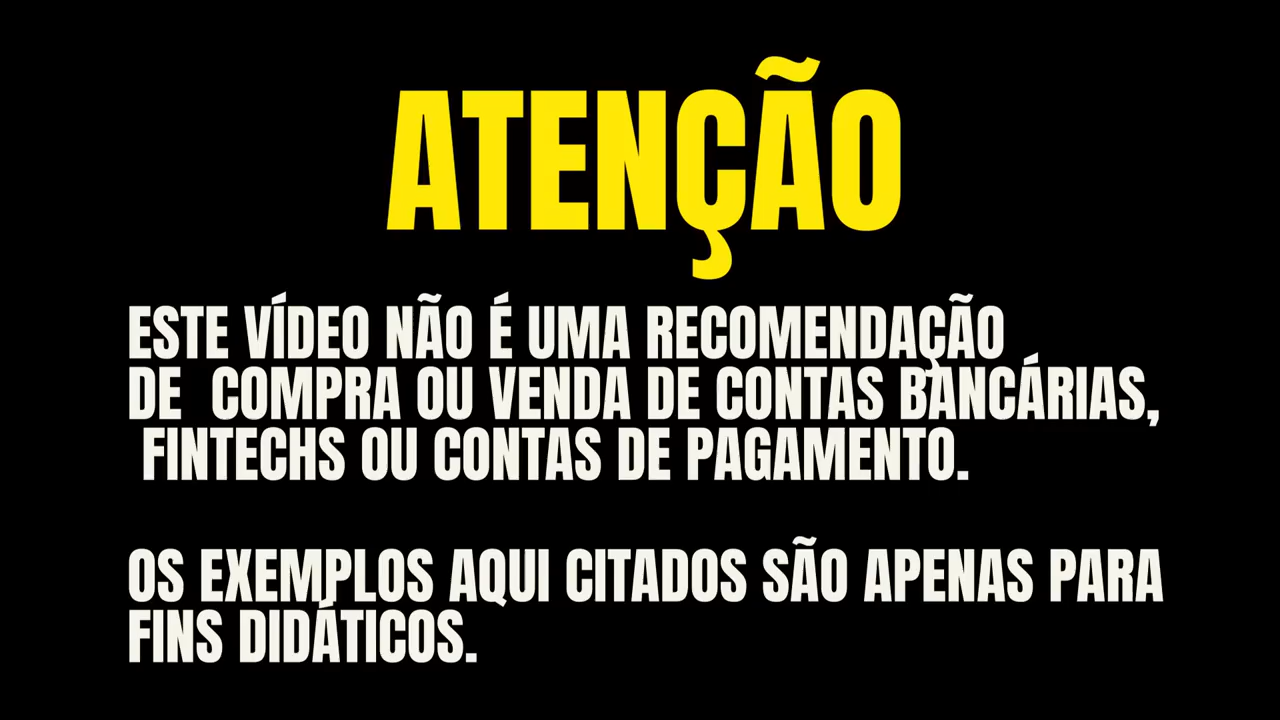 ATENÇÃO
ESTE VÍDEO NÃO É UMA RECOMENDAÇÃO
DE  COMPRA OU VENDA DE CONTAS BANCÁRIAS,
FINTECHS OU CONTAS DE PAGAMENTO.
OS EXEMPLOS AQUI CITADOS SÃO APENAS PARA
FINS DIDÁTICOS.